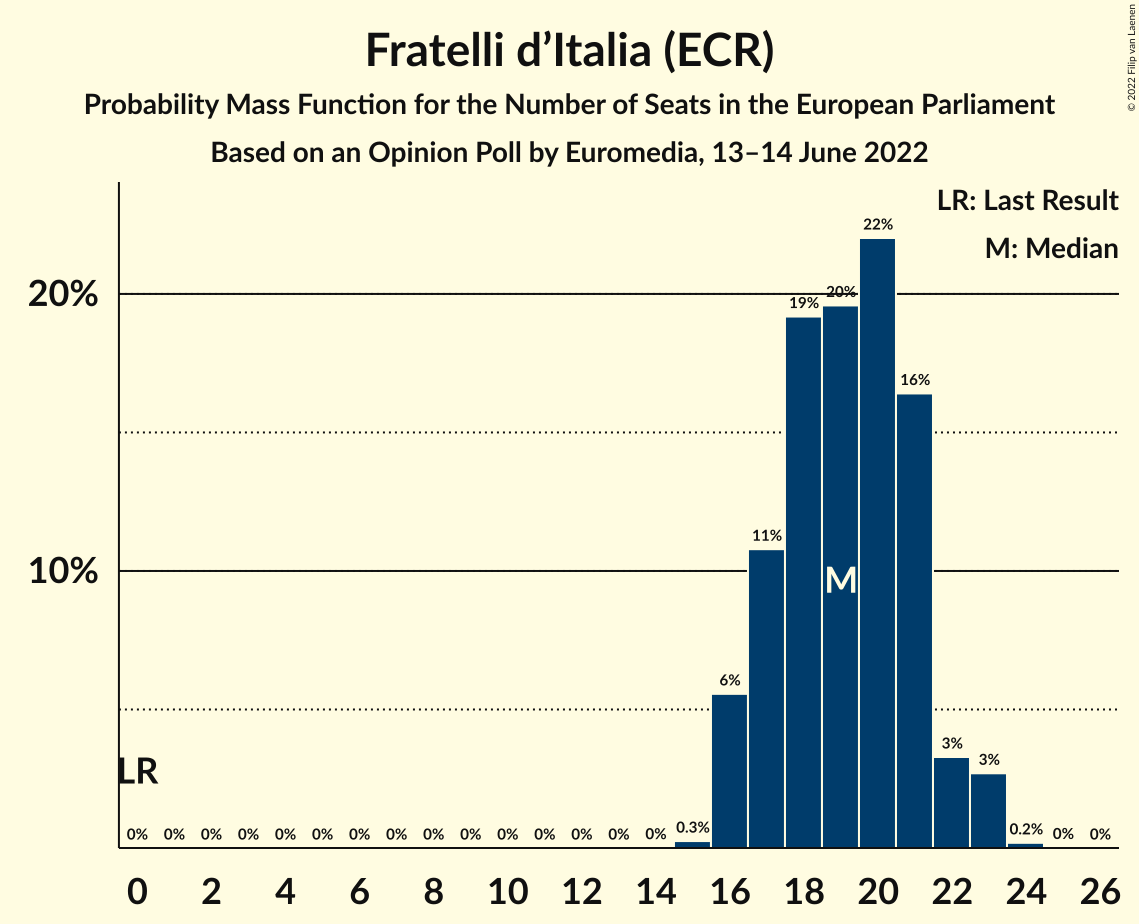 Fratelli d’Italia (ECR)
Probability Mass Function for the Number of Seats in the European Parliament
Based on an Opinion Poll by Euromedia, 13–14 June 2022
© 2022 Filip van Laenen
LR: Last Result
M: Median
22%
20%
20%
19%
16%
11%
10%
M
6%
3%
3%
LR
0% 0% 0% 0% 0% 0% 0% 0% 0% 0% 0% 0% 0% 0% 0% 0.3% 0.2% 0% 0%
0 2 4 6 8 10 12 14 16 18 20 22 24 26